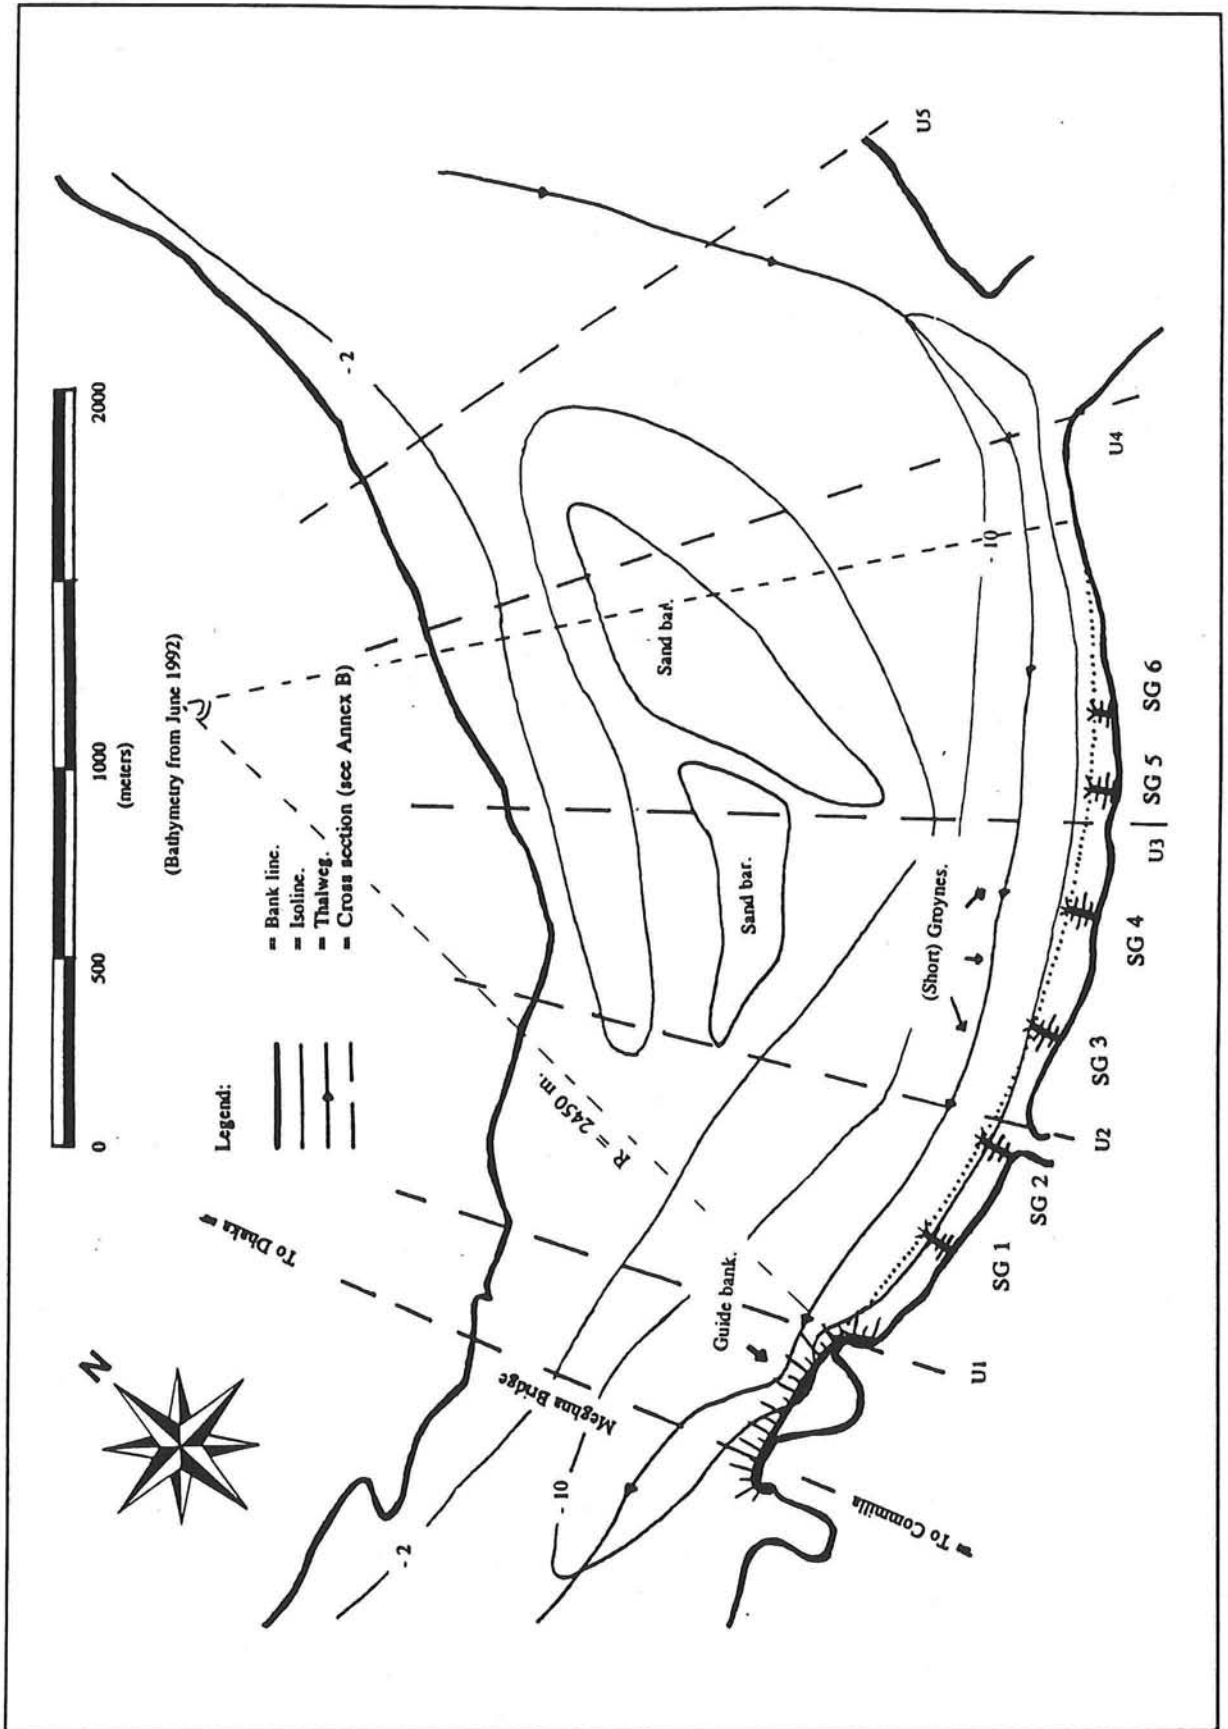 N
To Dhaka
Meghna Bridge
To Commilla
Legend:
= Bank line.
= Isoline.
= Thalweg.
= Cross section (see Annex B)
0
500
1000
2000
(meters)
(Bathymetry from June 1992)
- 2
- 10
- 2
- 10
R = 2450 m.
Guide bank.
Sand bar.
Sand bar.
(Short) Groynes.
U1
SG 1
SG 2
U2
SG 3
SG 4
U3
SG 5
SG 6
U4
U5